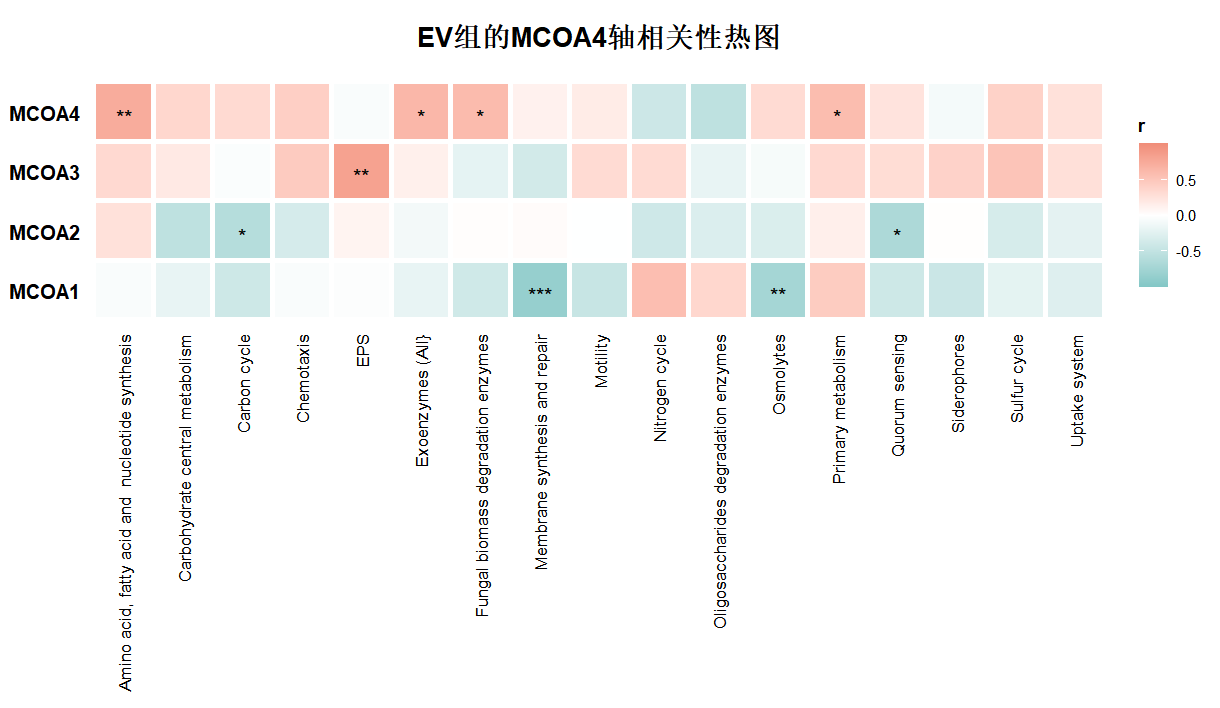 EV组的MCOA4轴相关性热图
MCOA4
** * * *
MCOA3
**
MCOA2
* *
MCOA1
*** **
r
0.5
0.0
-0.5
Amino acid, fatty acid and  nucleotide synthesis
Carbohydrate central metabolism
Carbon cycle
Chemotaxis
EPS
Exoenzymes (All}
Fungal biomass degradation enzymes
Membrane synthesis and repair
Motility
Nitrogen cycle
Oligosaccharides degradation enzymes
Osmolytes
Primary metabolism
Quorum sensing
Siderophores
Sulfur cycle
Uptake system